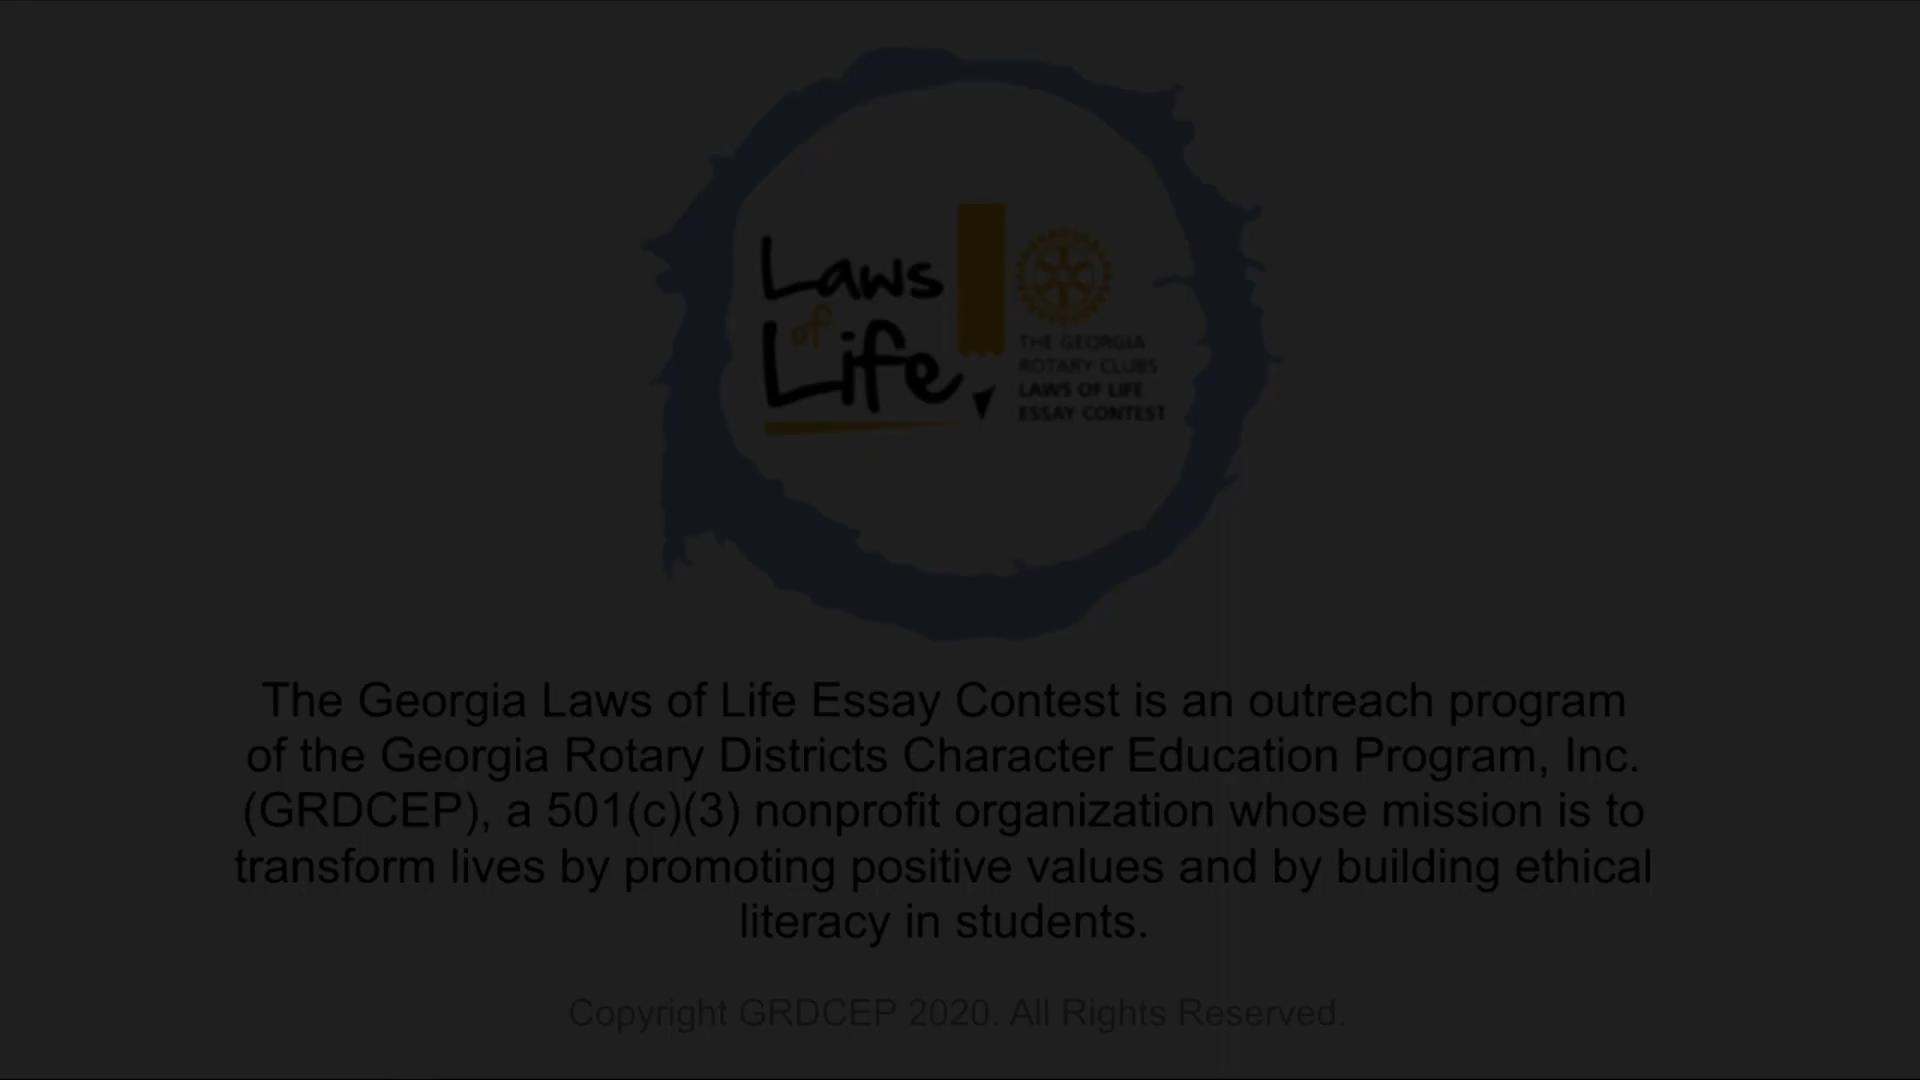 Laws
of
Life
THE GEORGIA
ROTARY CLUBS
LAWS OF LIFE
ESSAY CONTEST
The Georgia Laws of Life Essay Contest is an outreach program
of the Georgia Rotary Districts Character Education Program, Inc.
(GRDCEP), a 501(c)(3) nonprofit organization whose mission is to
transform lives by promoting positive values and by building ethical
literacy in students.
Copyright GRDCEP 2020. All Rights Reserved.